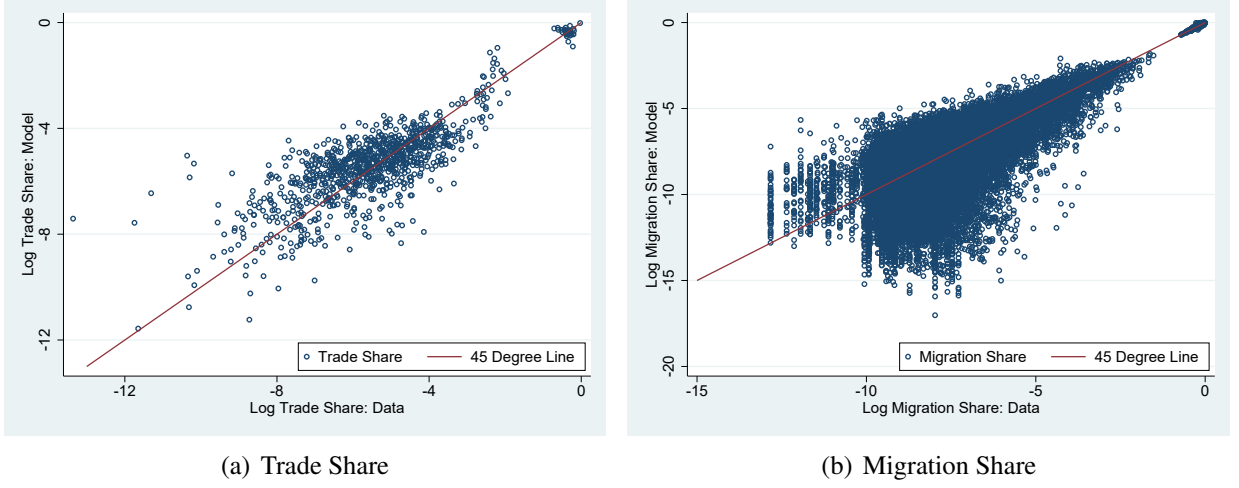 0
-4
-8
-12
Log Trade Share: Model
-12
-8
-4
0
Log Trade Share: Data
Trade Share
45 Degree Line
(a) Trade Share
0
-5
-10
-15
-20
Log Migration Share: Model
-15
-10
-5
0
Log Migration Share: Data
Migration Share
45 Degree Line
(b) Migration Share